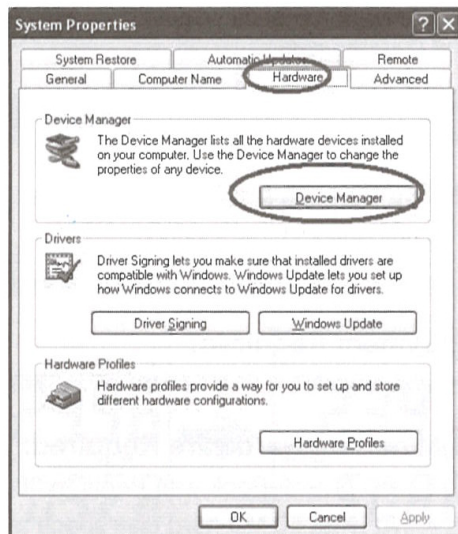 System Properties
System Restore
Automatic Updates
Remote
General
Computer Name
Hardware
Advanced
Device Manager
The Device Manager lists all the hardware devices installed
on your computer. Use the Device Manager to change the
properties of any device.
Device Manager
Drivers
Driver Signing lets you make sure that installed drivers are
compatible with Windows. Windows Update lets you set up
how Windows connects to Windows Update for drivers.
Driver Signing
Windows Update
Hardware Profiles
Hardware profiles provide a way for you to set up and store
different hardware configurations.
Hardware Profiles
OK
Cancel
Apply